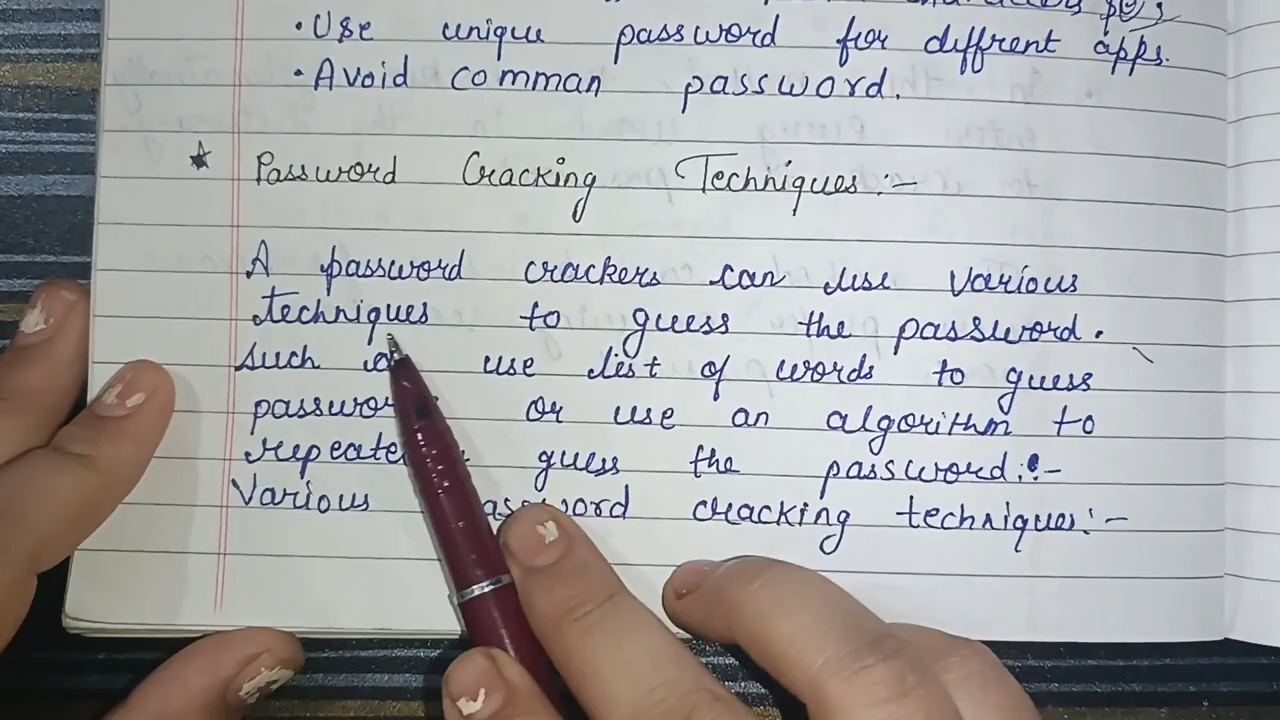 • Use unique password for diffrent apps.
• Avoid comman password.
★ Password Cracking Techniques :-
A password crackers can use various
techniques to guess the password.
such use list of words to guess
or use an algorithm to
guess the password :-
Various password cracking techniques :-